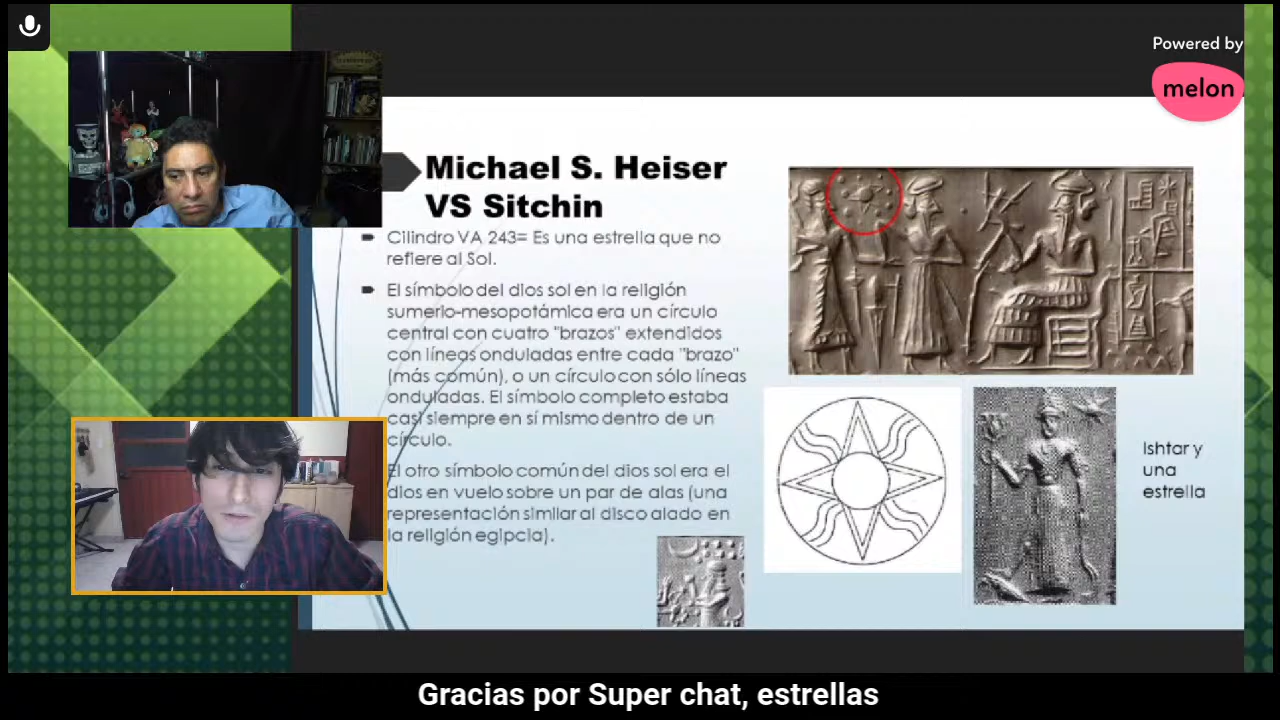 Powered by
melon
Michael S. Heiser
VS Sitchin
Cilindro VA 243= Es una estrella que no
refiere al Sol.
El símbolo del dios sol en la religión
sumerio-mesopotámica era un círculo
central con cuatro "brazos" extendidos
con líneas onduladas entre cada "brazo"
(más común), o un círculo con sólo líneas
onduladas. El símbolo completo estaba
casi siempre en sí mismo dentro de un
círculo.
El otro símbolo común del dios sol era el
dios en vuelo sobre un par de alas (una
representación similar al disco alado en
la religión egipcia).
Ishtar y
una
estrella
Gracias por Super chat, estrellas